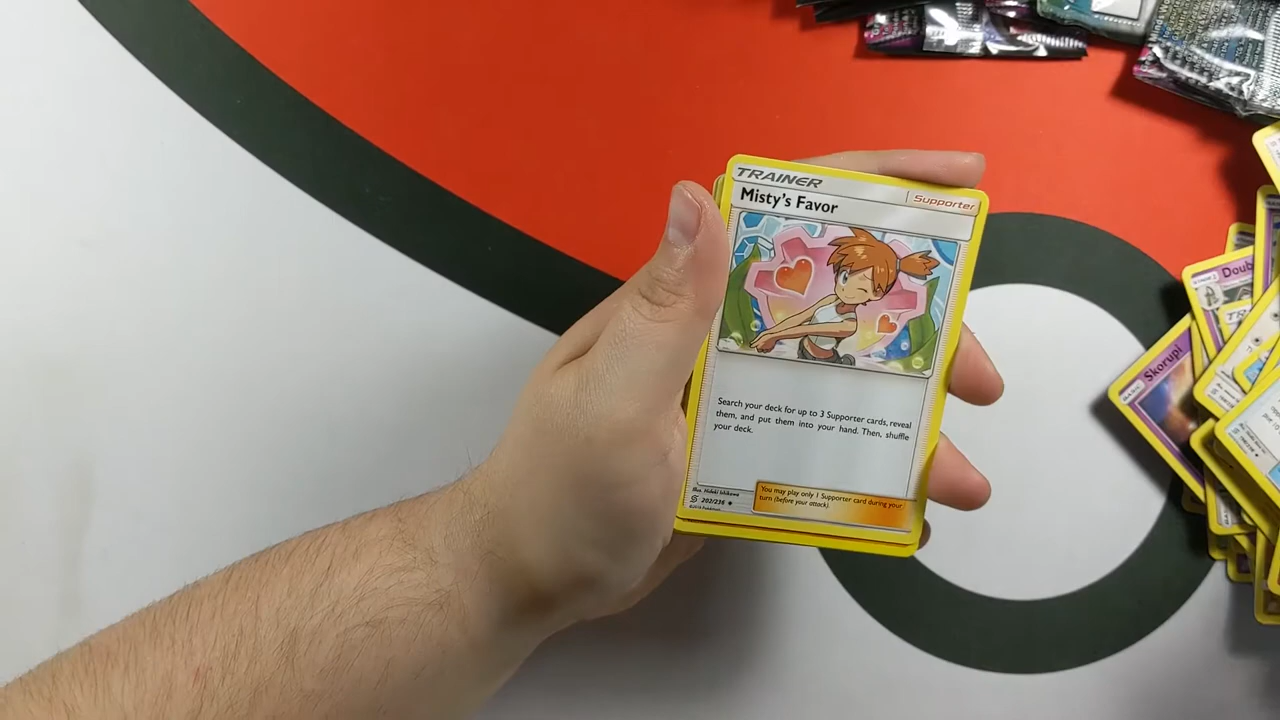 TRAINER
Misty's Favor
Supporter
Search your deck for up to 3 Supporter cards, reveal
them, and put them into your hand. Then, shuffle
your deck.
Illus. Hideki Ishikawa
202/236
You may play only 1 Supporter card during your
turn (before your attack).
Doub
Skorupi